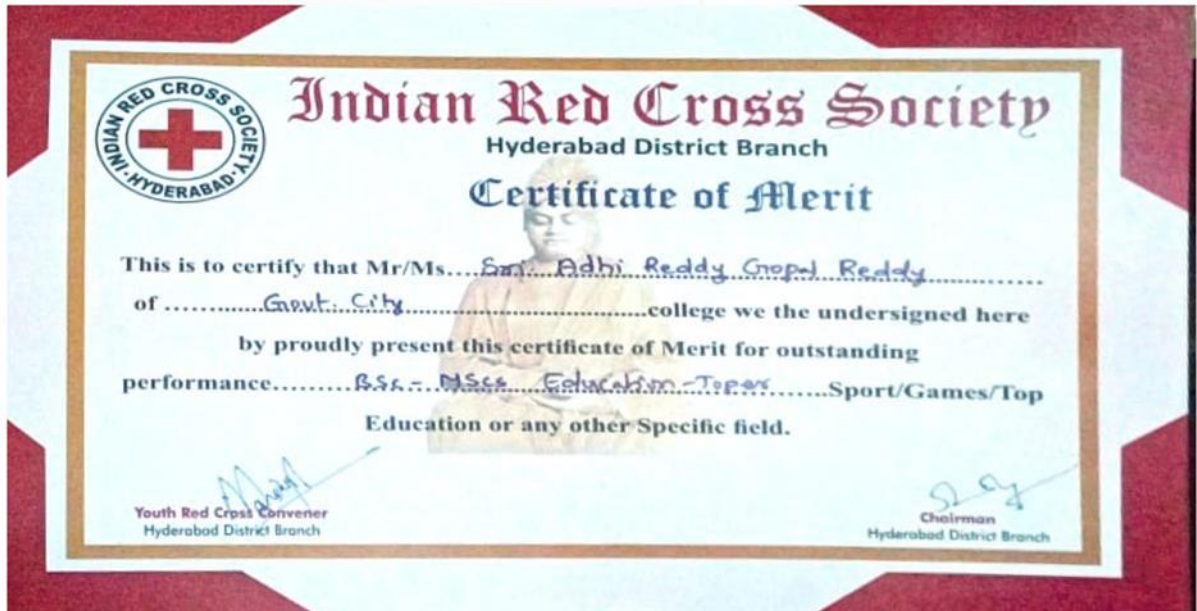 INDIAN RED CROSS SOCIETY
HYDERABAD
Indian Red Cross Society
Hyderabad District Branch
Certificate of Merit
This is to certify that Mr/Ms.... Adhi Reddy Gopal Reddy
of ............Govt. City..................................college we the undersigned here
by proudly present this certificate of Merit for outstanding
performance.........B.Sc.- MSCs Education-Toper.......Sport/Games/Top
Education or any other Specific field.
Youth Red Cross Convener
Hyderabad District Branch
Chairman
Hyderabad District Branch